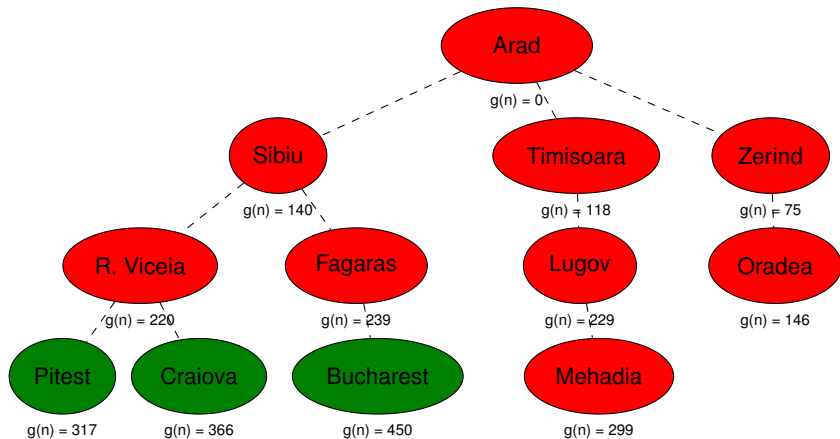 Arad
g(n) = 0
Sibiu
Timisoara
Zerind
g(n) = 140
g(n) = 118
g(n) = 75
R. Viceia
Fagaras
Lugov
Oradea
g(n) = 220
g(n) = 239
g(n) = 229
g(n) = 146
Pitest
Craiova
Bucharest
Mehadia
g(n) = 317
g(n) = 366
g(n) = 450
g(n) = 299